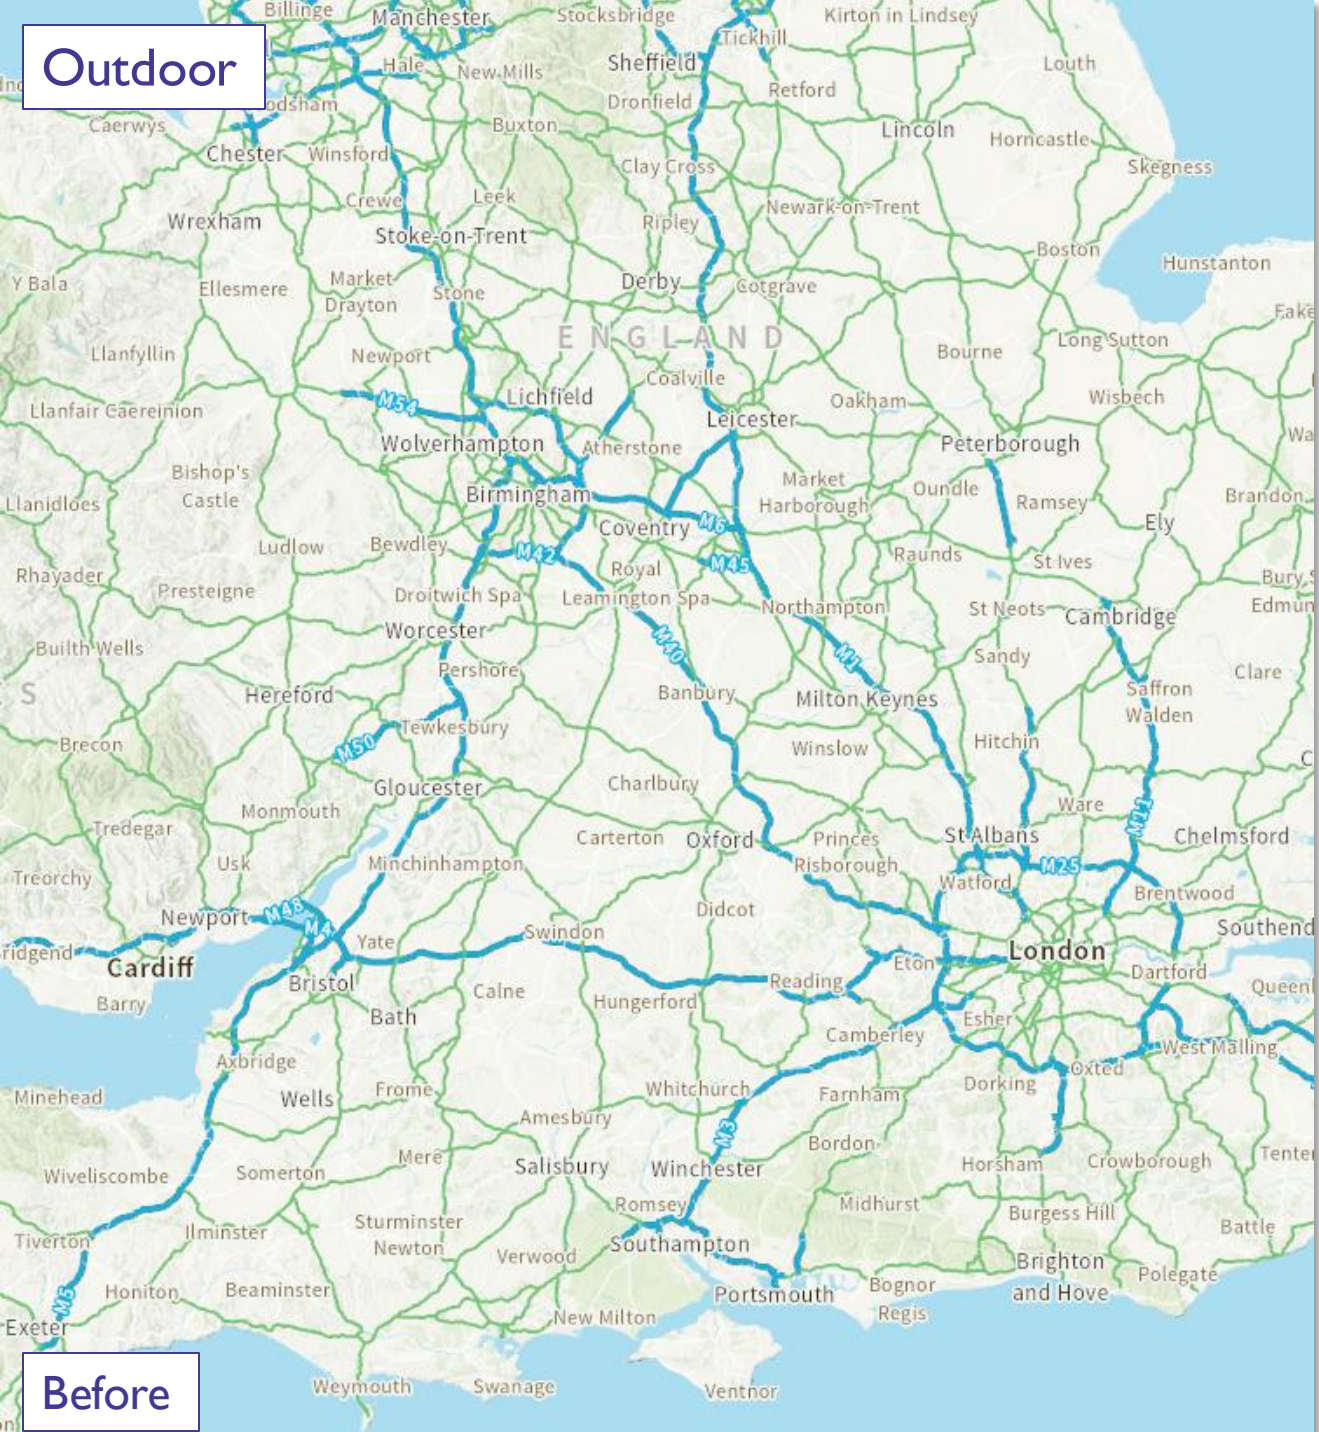 Billinge
Manchester
Stocksbridge
Kirton in Lindsey
Outdoor
Tickhill
Hale
New Mills
Sheffield
Louth
odsham
Dronfield
Retford
Caerwys
Buxton
Lincoln
Horncastle
Chester
Winsford
Clay Cross
Skegness
Crewe
Leek
Newark-on-Trent
Wrexham
Stoke-on-Trent
Ripley
Boston
Hunstanton
Y Bala
Ellesmere
Market
Drayton
Stone
Derby
Cotgrave
Fake
ENGLAND
Llanfyllin
Newport
Bourne
Long Sutton
Coalville
M54
Lichfield
Oakham
Wisbech
Llanfair Caereinion
Leicester
Wolverhampton
Atherstone
Peterborough
Wa
Bishop's
Castle
Market
Harborough
Oundle
Ramsey
Brandon
Llanidloes
Birmingham
Coventry
M6
Ely
Ludlow
Bewdley
M42
Royal
Leamington Spa
M45
Raunds
St Ives
Rhayader
Presteigne
Droitwich Spa
Northampton
St Neots
Cambridge
Bury S
Edmun
Worcester
M40
M1
Builth Wells
Pershore
Sandy
Clare
S
Hereford
Banbury
Milton Keynes
Saffron
Walden
Brecon
M50
Tewkesbury
Winslow
Hitchin
C
Gloucester
Charlbury
Monmouth
Ware
M11
Tredegar
Carterton
Oxford
Princes
Risborough
St Albans
Chelmsford
Usk
Minchinhampton
M25
Treorchy
Watford
Brentwood
Newport
M48
M4
Didcot
Yate
Swindon
Southend
ridgend
Cardiff
London
Eton
Dartford
Bristol
Reading
Barry
Calne
Hungerford
Queen
Bath
Esher
Camberley
West Malling
Axbridge
Oxted
Minehead
Wells
Frome
Whitchurch
Farnham
Dorking
Amesbury
M3
Bordon
Mere
Wiveliscombe
Somerton
Salisbury
Winchester
Horsham
Crowborough
Tenter
Romsey
Midhurst
Burgess Hill
Tiverton
Ilminster
Sturminster
Newton
Verwood
Southampton
Battle
Brighton
and Hove
Polegate
M5
Honiton
Beaminster
Portsmouth
Bognor
Regis
Exeter
New Milton
Before
Weymouth
Swanage
Ventnor